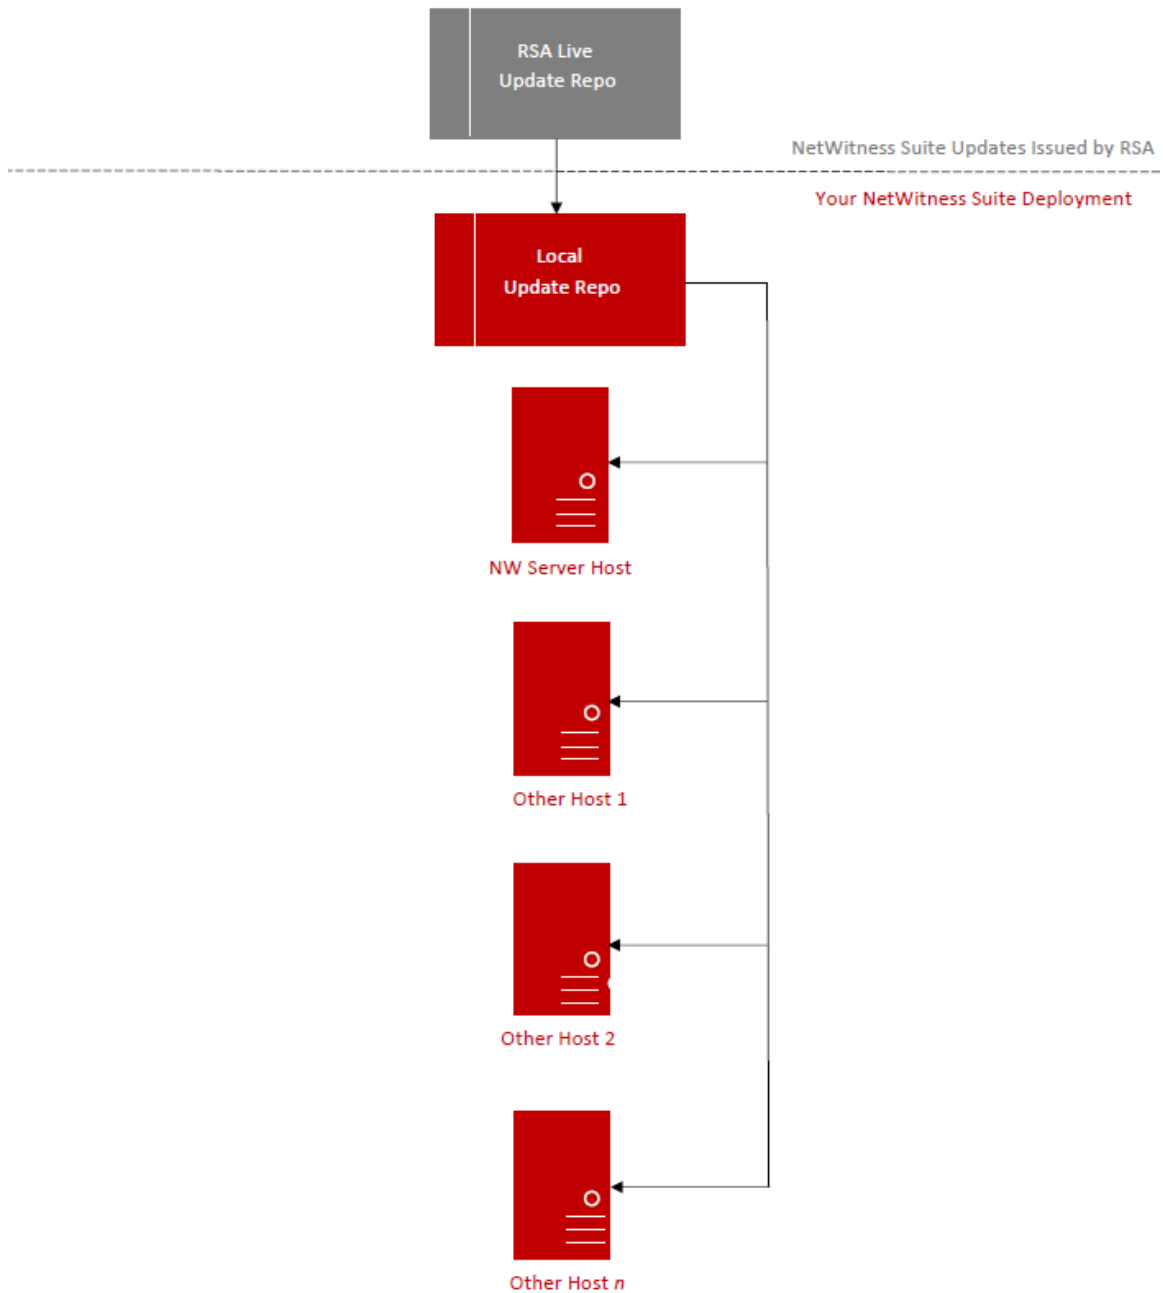 RSA Live
Update Repo
NetWitness Suite Updates Issued by RSA
Your NetWitness Suite Deployment
Local
Update Repo
NW Server Host
Other Host 1
Other Host 2
Other Host n